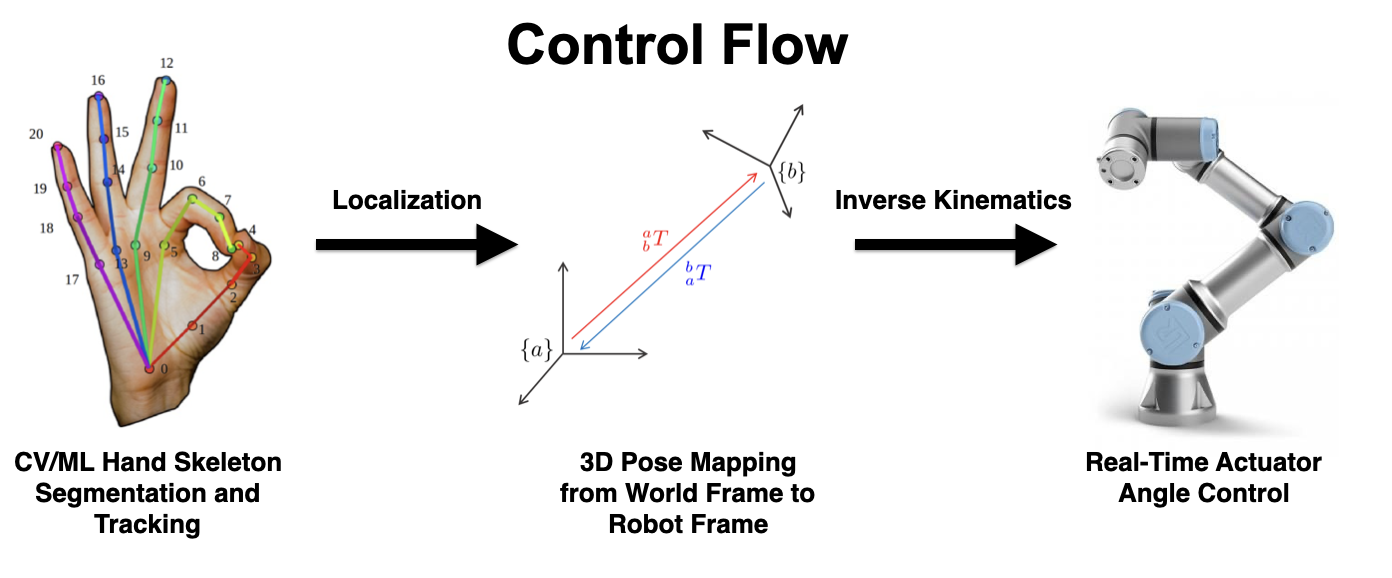 Control Flow
12
16
11
20
15
10
14
6
19
7
18
4
9
5
8
13
3
17
2
1
0
Localization
{b}
Inverse Kinematics
a
b T
b
a T
{a}
CV/ML Hand Skeleton
Segmentation and
Tracking
3D Pose Mapping
from World Frame to
Robot Frame
Real-Time Actuator
Angle Control